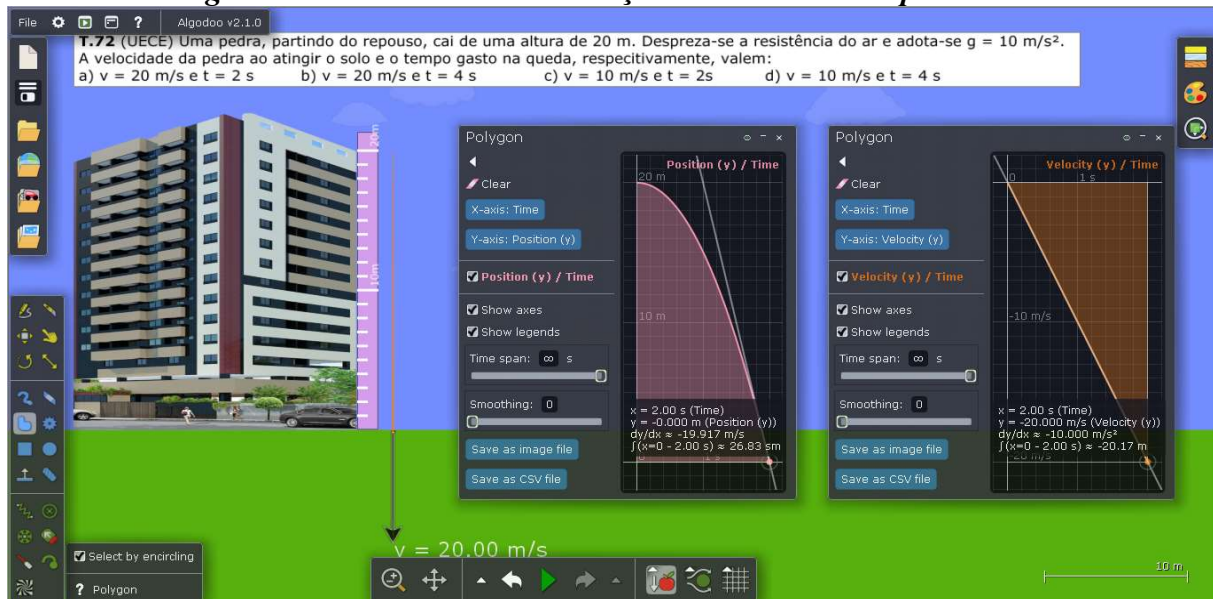 File ? Algodoo v2.1.0
T.72 (UECE) Uma pedra, partindo do repouso, cai de uma altura de 20 m. Despreza-se a resistência do ar e adota-se g = 10 m/s².
A velocidade da pedra ao atingir o solo e o tempo gasto na queda, respecitivamente, valem:
a) v = 20 m/s e t = 2 s b) v = 20 m/s e t = 4 s c) v = 10 m/s e t = 2s d) v = 10 m/s e t = 4 s
20m
10m
Polygon
Clear
X-axis: Time
Y-axis: Position (y)
Position (y) / Time
Show axes
Show legends
Time span: ∞ s
Smoothing: 0
Save as image file
Save as CSV file
Position (y) / Time
20 m
10 m
x = 2.00 s (Time)
y = -0.000 m (Position (y))
dy/dx ≈ -19.917 m/s
∫(x=0 - 2.00 s) ≈ 26.83 sm
0 1 s
Polygon
Clear
X-axis: Time
Y-axis: Velocity (y)
Velocity (y) / Time
Show axes
Show legends
Time span: ∞ s
Smoothing: 0
Save as image file
Save as CSV file
Velocity (y) / Time
0 1 s
-10 m/s
x = 2.00 s (Time)
y = -20.000 m/s (Velocity (y))
dy/dx ≈ -10.000 m/s²
∫(x=0 - 2.00 s) ≈ -20.17 m
-20 m/s
v = 20.00 m/s
Select by encircling
? Polygon
10 m